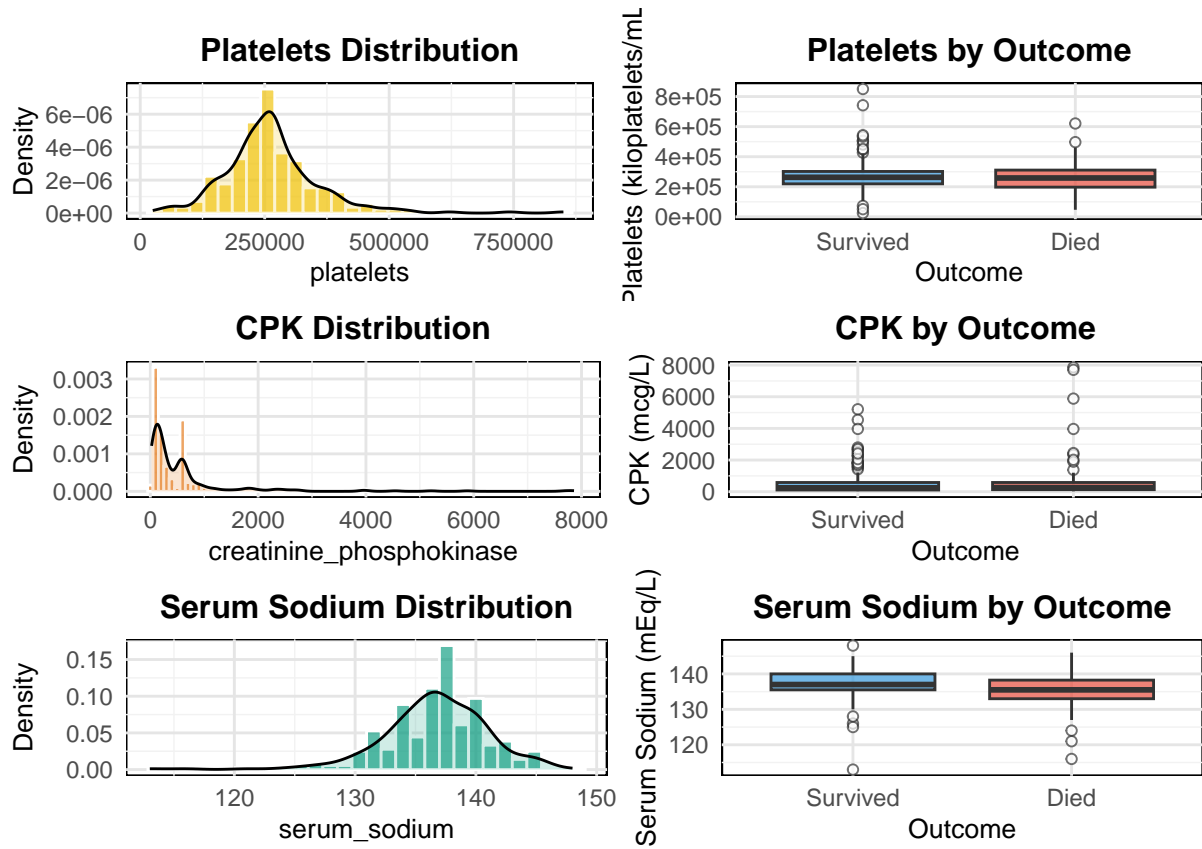 Platelets Distribution
Density
6e−06
4e−06
2e−06
0e+00
0 250000 500000 750000
platelets
Platelets by Outcome
Platelets (kiloplatelets/mL
8e+05
6e+05
4e+05
2e+05
0e+00
Survived Died
Outcome
CPK Distribution
Density
0.003
0.002
0.001
0.000
0 2000 4000 6000 8000
creatinine_phosphokinase
CPK by Outcome
CPK (mcg/L)
8000
6000
4000
2000
0
Survived Died
Outcome
Serum Sodium Distribution
Density
0.15
0.10
0.05
0.00
120 130 140 150
serum_sodium
Serum Sodium by Outcome
Serum Sodium (mEq/L)
140
130
120
Survived Died
Outcome